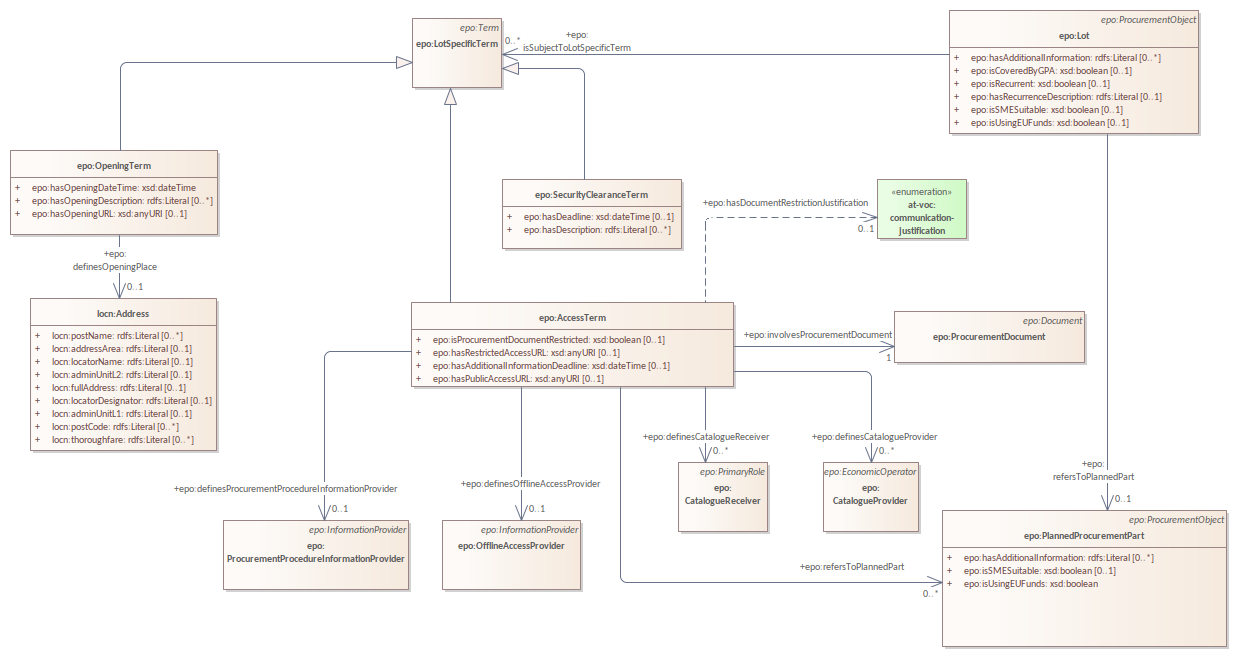 epo:Term
epo:LotSpecificTerm
0..*
+epo:
isSubjectToLotSpecificTerm
epo:ProcurementObject
epo:Lot
+ epo:hasAdditionalInformation: rdfs:Literal [0..*]
+ epo:isCoveredByGPA: xsd:boolean [0..1]
+ epo:isRecurrent: xsd:boolean [0..1]
+ epo:hasRecurrenceDescription: rdfs:Literal [0..1]
+ epo:isSMESuitable: xsd:boolean [0..1]
+ epo:isUsingEUFunds: xsd:boolean [0..1]
epo:OpeningTerm
+ epo:hasOpeningDateTime: xsd:dateTime
+ epo:hasOpeningDescription: rdfs:Literal [0..*]
+ epo:hasOpeningURL: xsd:anyURI [0..1]
epo:SecurityClearanceTerm
+ epo:hasDeadline: xsd:dateTime [0..1]
+ epo:hasDescription: rdfs:Literal [0..*]
+epo:hasDocumentRestrictionJustification
0..1
«enumeration»
at-voc:
communication-
justification
+epo:
definesOpeningPlace
0..1
locn:Address
+ locn:postName: rdfs:Literal [0..*]
+ locn:addressArea: rdfs:Literal [0..1]
+ locn:locatorName: rdfs:Literal [0..1]
+ locn:adminUnitL2: rdfs:Literal [0..1]
+ locn:fullAddress: rdfs:Literal [0..1]
+ locn:locatorDesignator: rdfs:Literal [0..1]
+ locn:adminUnitL1: rdfs:Literal [0..1]
+ locn:postCode: rdfs:Literal [0..*]
+ locn:thoroughfare: rdfs:Literal [0..*]
epo:AccessTerm
+ epo:isProcurementDocumentRestricted: xsd:boolean [0..1]
+ epo:hasRestrictedAccessURL: xsd:anyURI [0..1]
+ epo:hasAdditionalInformationDeadline: xsd:dateTime [0..1]
+ epo:hasPublicAccessURL: xsd:anyURI [0..1]
+epo:involvesProcurementDocument
1
epo:Document
epo:ProcurementDocument
+epo:definesCatalogueReceiver
0..*
+epo:definesCatalogueProvider
0..*
epo:PrimaryRole
epo:
CatalogueReceiver
epo:EconomicOperator
epo:
CatalogueProvider
+epo:
refersToPlannedPart
0..1
+epo:definesProcurementProcedureInformationProvider
0..1
+epo:definesOfflineAccessProvider
0..1
epo:InformationProvider
epo:
ProcurementProcedureInformationProvider
epo:InformationProvider
epo:OfflineAccessProvider
+epo:refersToPlannedPart
0..*
epo:ProcurementObject
epo:PlannedProcurementPart
+ epo:hasAdditionalInformation: rdfs:Literal [0..*]
+ epo:isSMESuitable: xsd:boolean [0..1]
+ epo:isUsingEUFunds: xsd:boolean